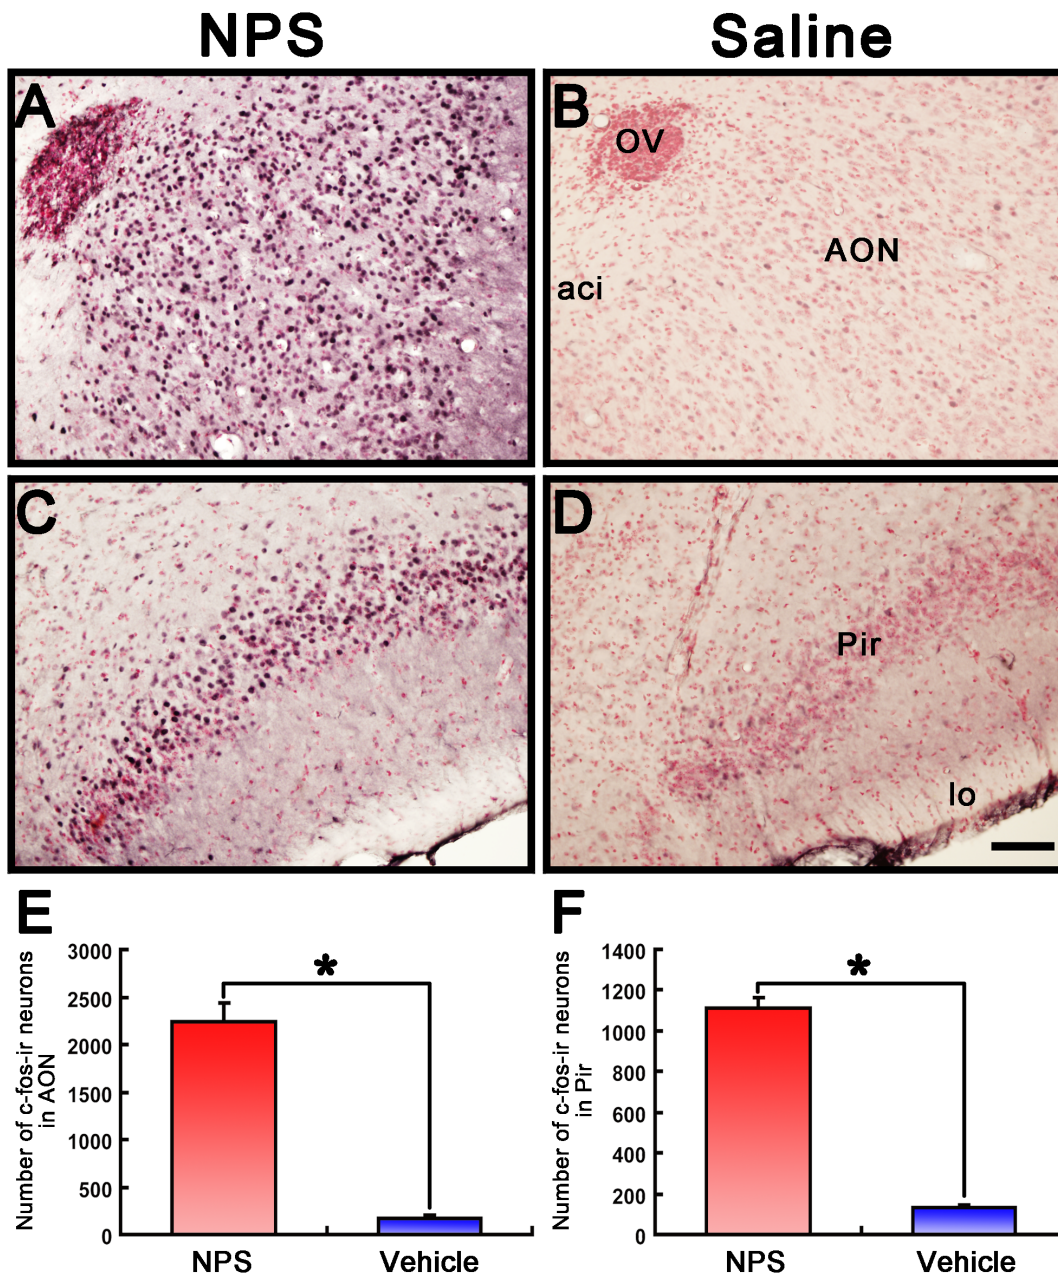 NPS Saline
A B
OV
AON
aci
C D
Pir
lo
E F
Number of c-fos-ir neurons
in AON
3000
2500
2000
1500
1000
500
0
*
NPS Vehicle
Number of c-fos-ir neurons
in Pir
1400
1200
1000
800
600
400
200
0
*
NPS Vehicle